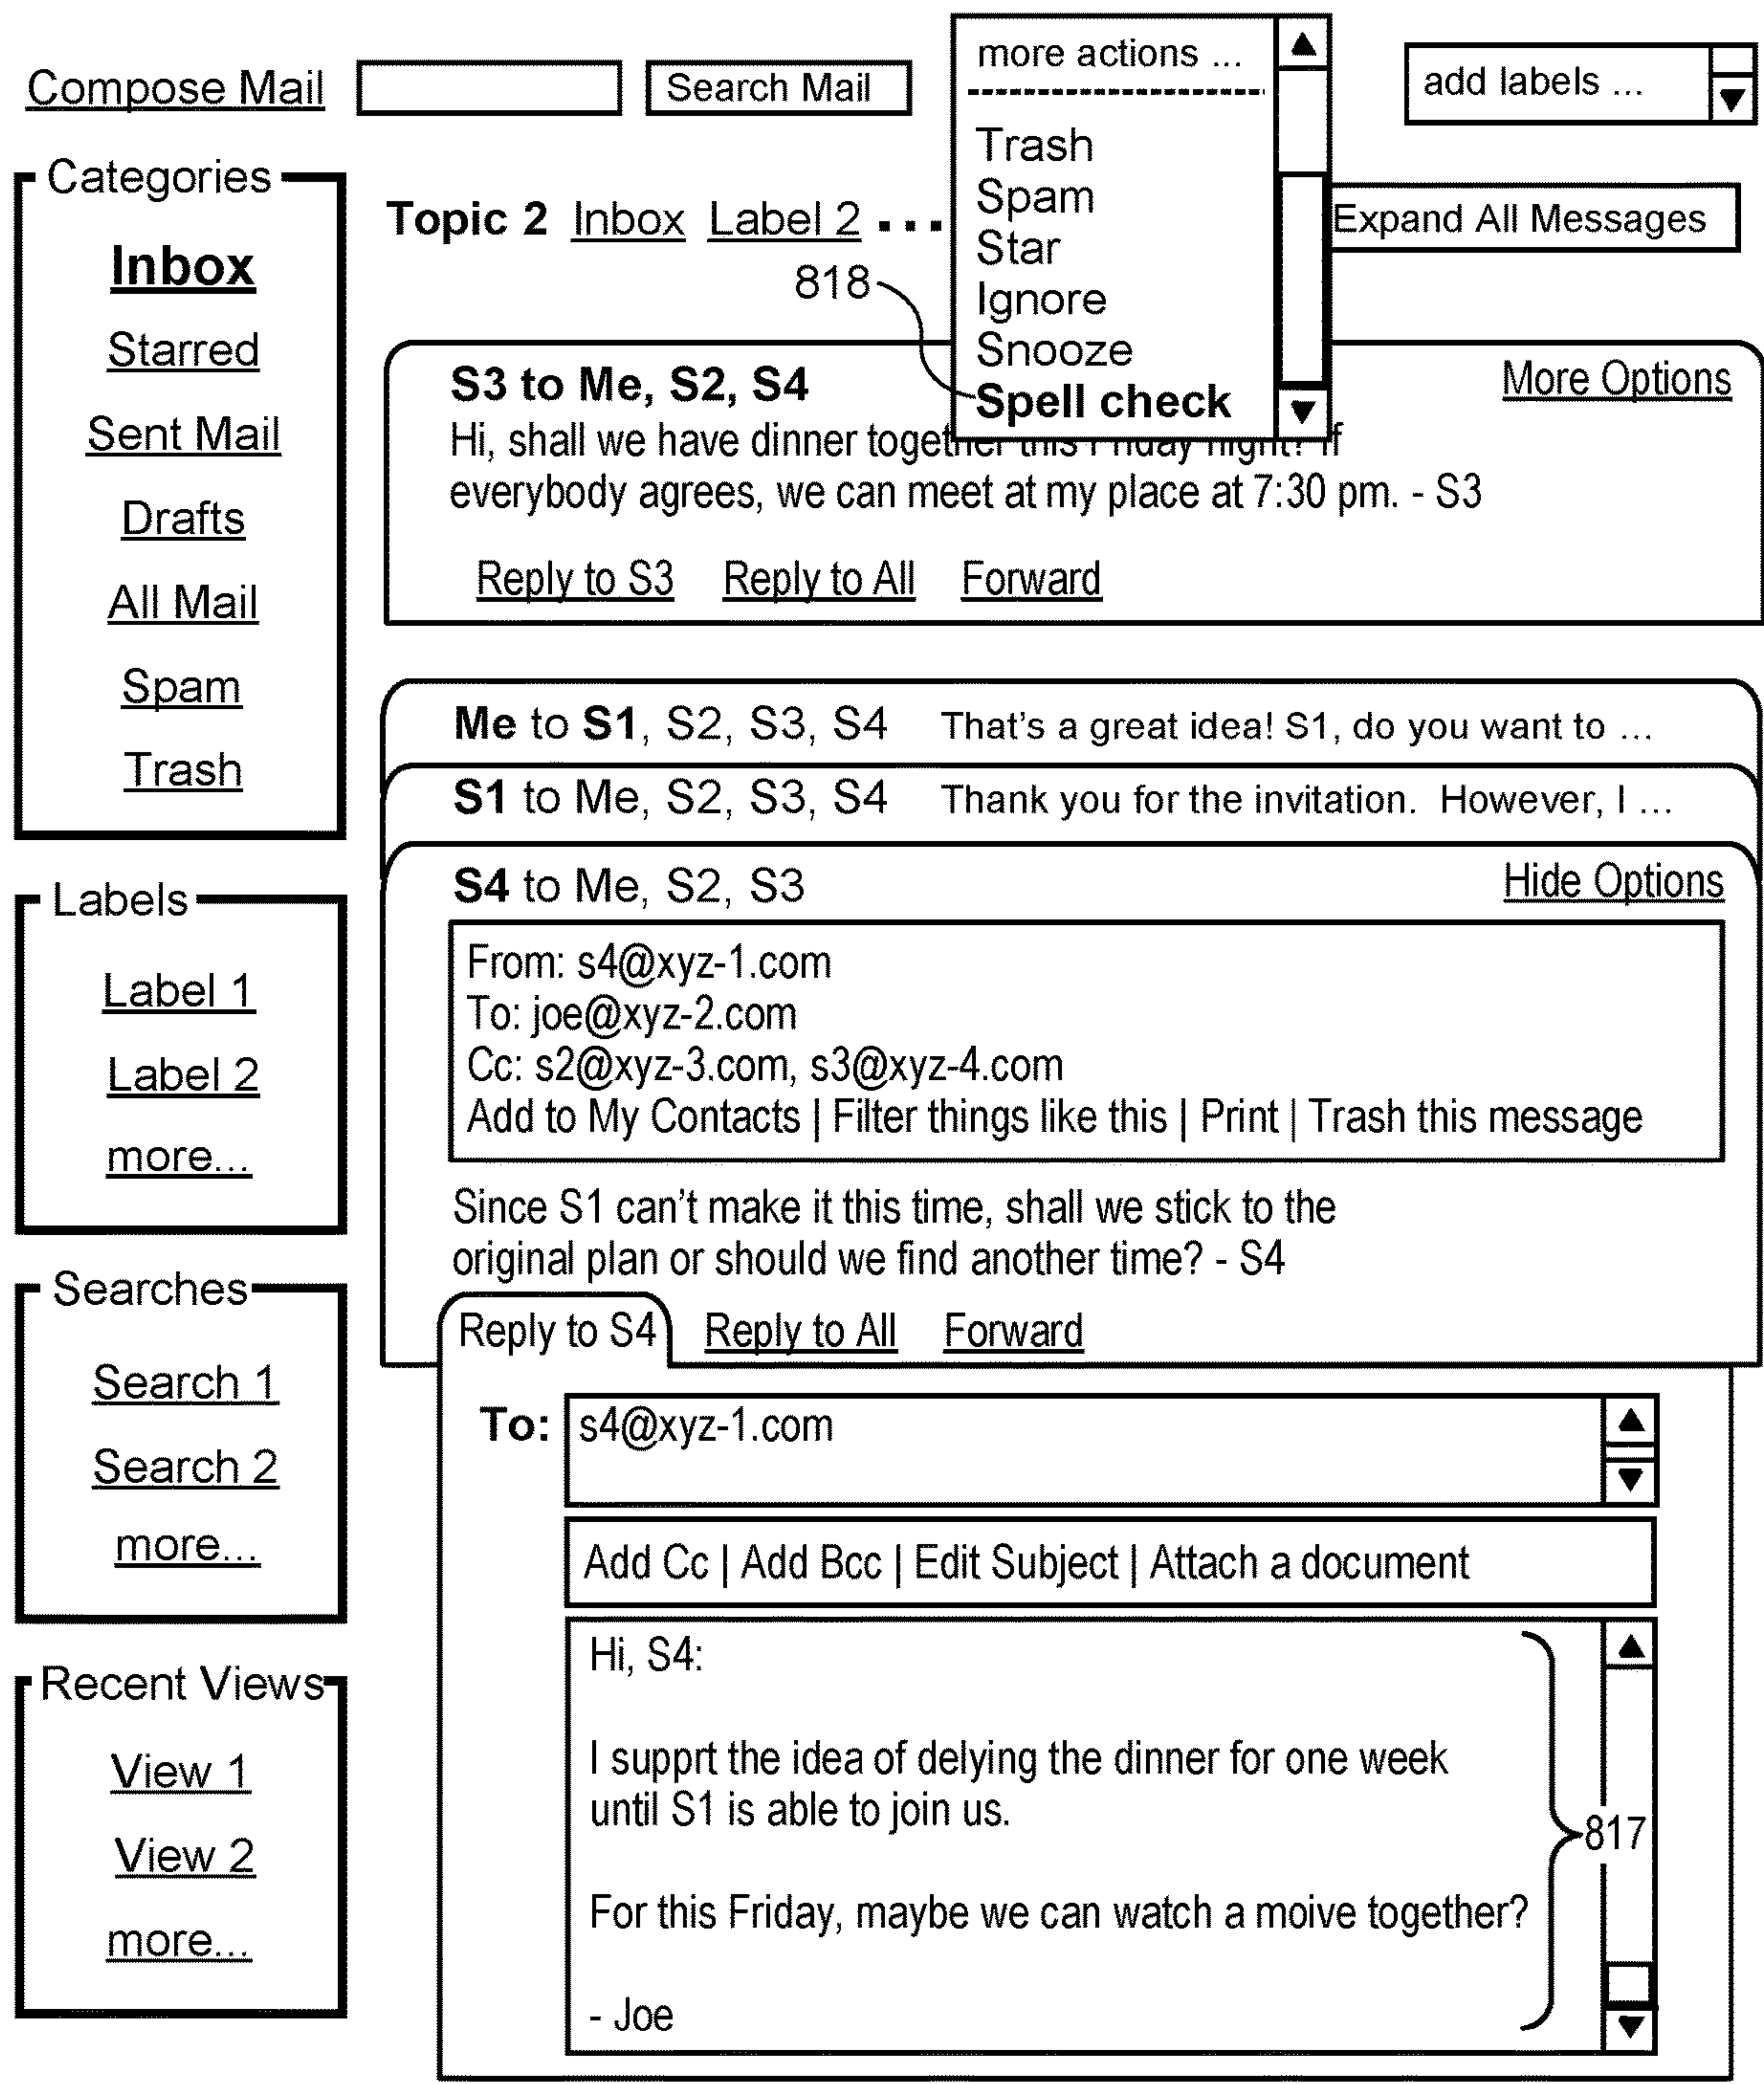 Compose Mail
Search Mail
more actions ...
Trash
Spam
Star
Ignore
Snooze
Spell check
add labels ...
Expand All Messages
Categories
Inbox
Starred
Sent Mail
Drafts
All Mail
Spam
Trash
Labels
Label 1
Label 2
more...
Searches
Search 1
Search 2
more...
Recent Views
View 1
View 2
more...
Topic 2 Inbox Label 2 ...
818
S3 to Me, S2, S4
More Options
Hi, shall we have dinner together this Friday night? If
everybody agrees, we can meet at my place at 7:30 pm. - S3
Reply to S3 Reply to All Forward
Me to S1, S2, S3, S4 That's a great idea! S1, do you want to ...
S1 to Me, S2, S3, S4 Thank you for the invitation. However, I ...
S4 to Me, S2, S3
Hide Options
From: s4@xyz-1.com
To: joe@xyz-2.com
Cc: s2@xyz-3.com, s3@xyz-4.com
Add to My Contacts | Filter things like this | Print | Trash this message
Since S1 can't make it this time, shall we stick to the
original plan or should we find another time? - S4
Reply to S4 Reply to All Forward
To: s4@xyz-1.com
Add Cc | Add Bcc | Edit Subject | Attach a document
Hi, S4:
I supprt the idea of delying the dinner for one week
until S1 is able to join us.
817
For this Friday, maybe we can watch a moive together?
- Joe